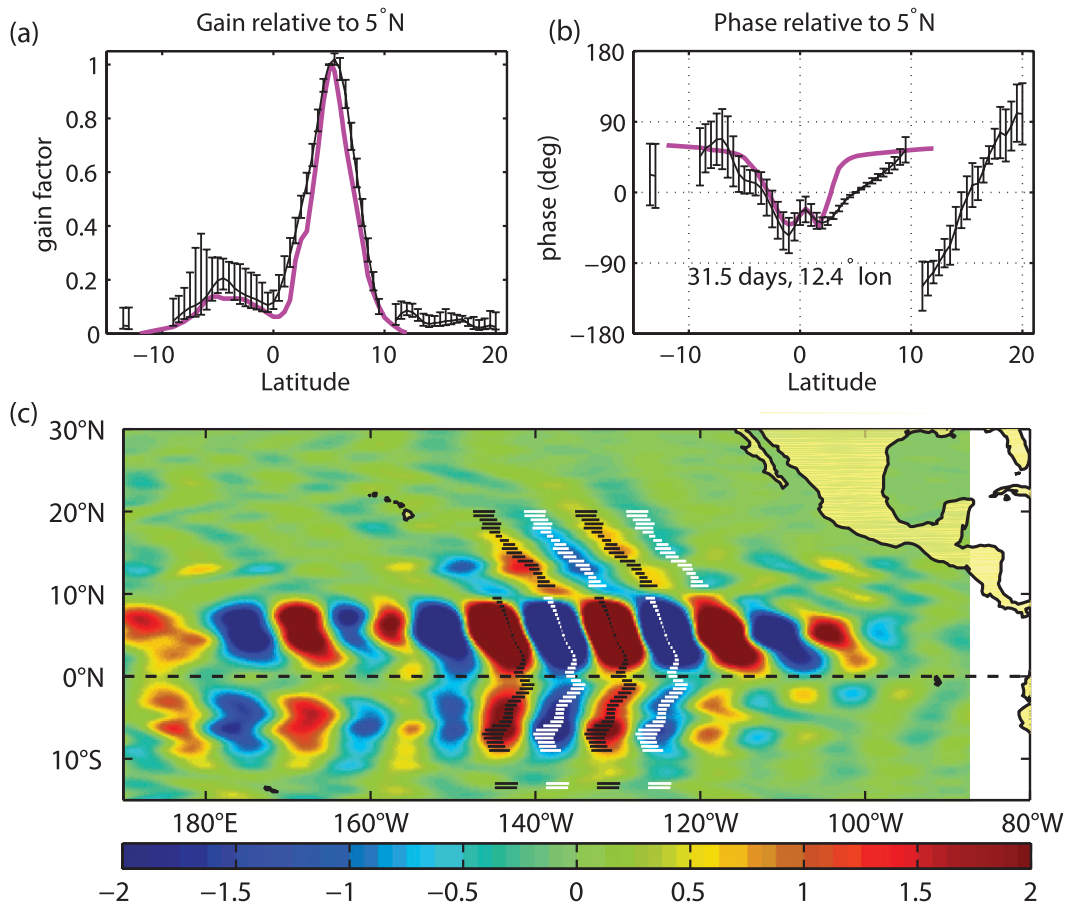 (a)
Gain relative to 5°N
gain factor
1
0.8
0.6
0.4
0.2
0
−10 0 10 20
Latitude
(b)
Phase relative to 5°N
phase (deg)
180
90
0
−90
−180
31.5 days, 12.4° lon
−10 0 10 20
Latitude
(c)
30°N
20°N
10°N
0°N
10°S
180°E 160°W 140°W 120°W 100°W 80°W
−2 −1.5 −1 −0.5 0 0.5 1 1.5 2